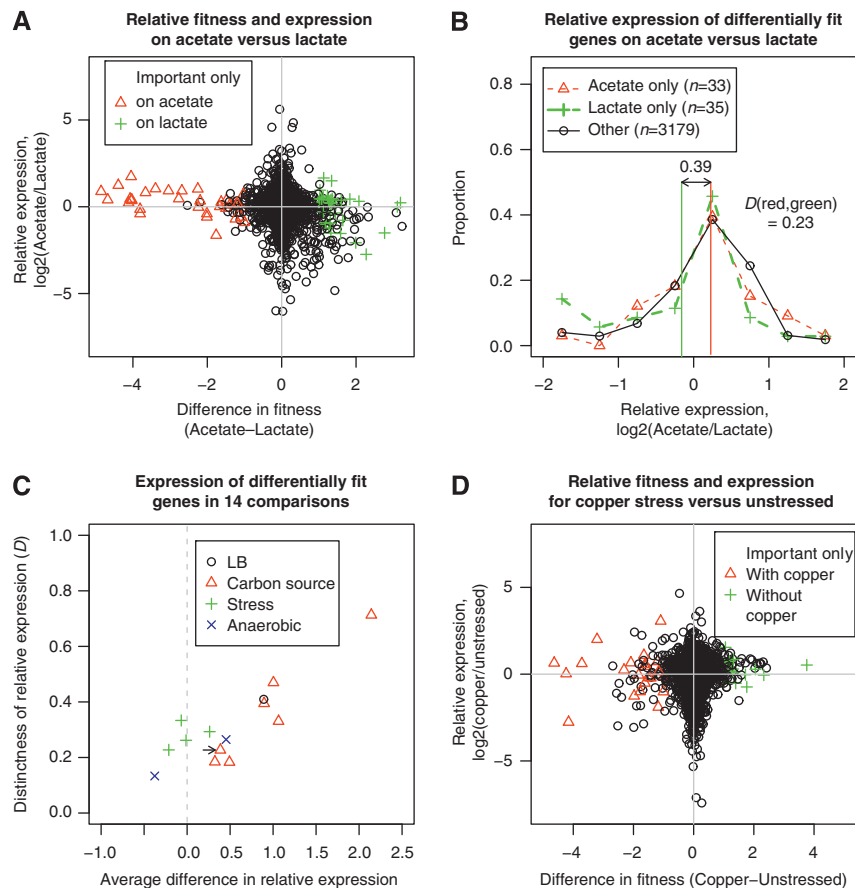 A
Relative fitness and expression
on acetate versus lactate
Relative expression,
log2(Acetate/Lactate)
5
0
−5
Important only
on acetate
on lactate
−4
−2
0
2
Difference in fitness
(Acetate–Lactate)
B
Relative expression of differentially fit
genes on acetate versus lactate
Proportion
0.8
0.6
0.4
0.2
0.0
Acetate only (n=33)
Lactate only (n=35)
Other (n=3179)
0.39
D(red,green)
= 0.23
−2
−1
0
1
2
Relative expression,
log2(Acetate/Lactate)
C
Expression of differentially fit
genes in 14 comparisons
Distinctness of relative expression (D)
1.0
0.8
0.6
0.4
0.2
0.0
LB
Carbon source
Stress
Anaerobic
−1.0
0.0
0.5
1.0
1.5
2.0
2.5
Average difference in relative expression
D
Relative fitness and expression
for copper stress versus unstressed
Relative expression,
log2(copper/unstressed)
5
0
−5
Important only
With copper
Without
copper
−4
−2
0
2
4
Difference in fitness (Copper–Unstressed)